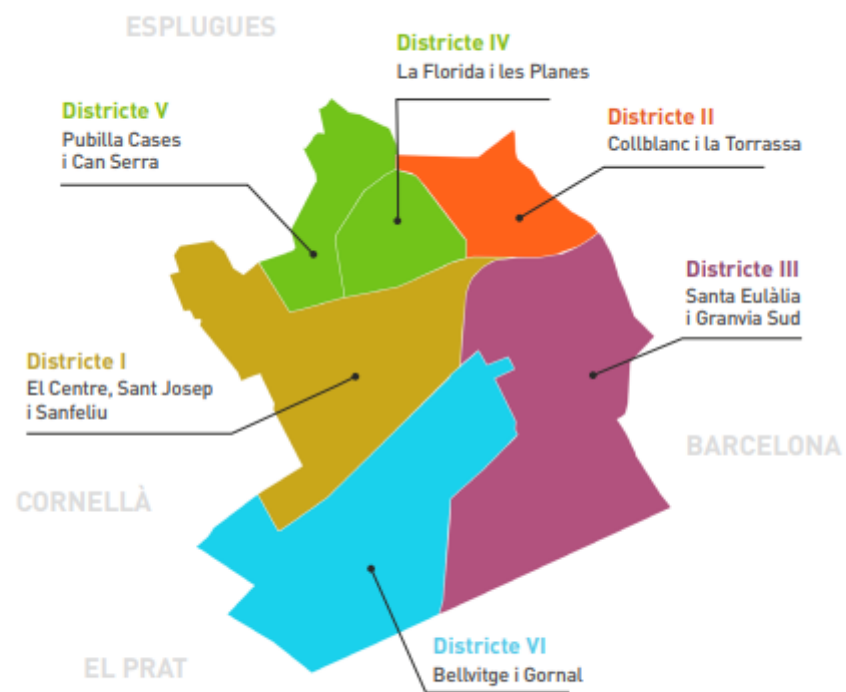 ESPLUGUES
Districte IV
La Florida i les Planes
Districte V
Pubilla Cases
i Can Serra
Districte II
Collblanc i la Torrassa
Districte III
Santa Eulàlia
i Granvia Sud
Districte I
El Centre, Sant Josep
i Sanfeliu
BARCELONA
CORNELLÀ
Districte VI
Bellvitge i Gornal
EL PRAT